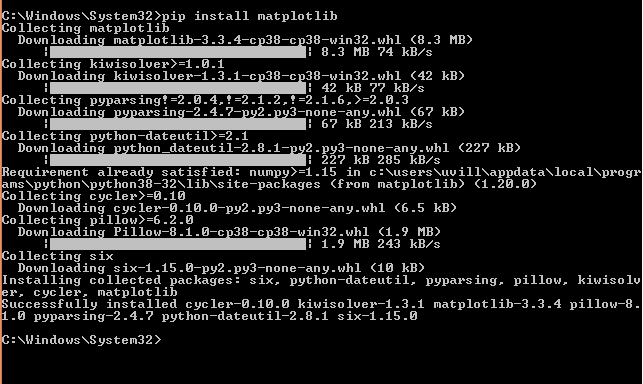 C:\Windows\System32>pip install matplotlib
Collecting matplotlib
  Downloading matplotlib-3.3.4-cp38-cp38-win32.whl (8.3 MB)
     |                                | 8.3 MB 74 kB/s
Collecting kiwisolver>=1.0.1
  Downloading kiwisolver-1.3.1-cp38-cp38-win32.whl (42 kB)
     |                                | 42 kB 77 kB/s
Collecting pyparsing!=2.0.4,!=2.1.2,!=2.1.6,>=2.0.3
  Downloading pyparsing-2.4.7-py2.py3-none-any.whl (67 kB)
     |                                | 67 kB 213 kB/s
Collecting python-dateutil>=2.1
  Downloading python_dateutil-2.8.1-py2.py3-none-any.whl (227 kB)
     |                                | 227 kB 285 kB/s
Requirement already satisfied: numpy>=1.15 in c:\users\uvill\appdata\local\progr
ams\python\python38-32\lib\site-packages (from matplotlib) (1.20.0)
Collecting cycler>=0.10
  Downloading cycler-0.10.0-py2.py3-none-any.whl (6.5 kB)
Collecting pillow>=6.2.0
  Downloading Pillow-8.1.0-cp38-cp38-win32.whl (1.9 MB)
     |                                | 1.9 MB 243 kB/s
Collecting six
  Downloading six-1.15.0-py2.py3-none-any.whl (10 kB)
Installing collected packages: six, python-dateutil, pyparsing, pillow, kiwisolv
er, cycler, matplotlib
Successfully installed cycler-0.10.0 kiwisolver-1.3.1 matplotlib-3.3.4 pillow-8.
1.0 pyparsing-2.4.7 python-dateutil-2.8.1 six-1.15.0
C:\Windows\System32>